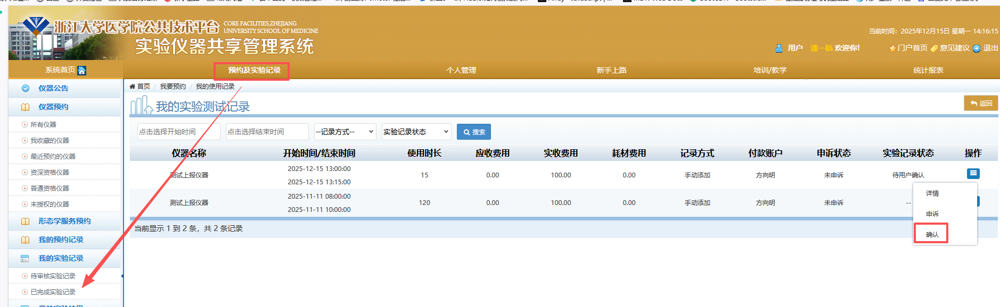 浙江大学医学院公共技术平台
CORE FACILITIES,ZHEJIANG
UNIVERSITY SCHOOL OF MEDICINE
实验仪器共享管理系统
当前时间：2025年12月15日 星期一 14:16:15
用户 潘一航 欢迎你!
门户首页 意见建议 退出
系统首页
预约及实验记录
个人管理
新手上路
培训/教学
统计报表
仪器公告
仪器预约
所有仪器
我收藏的仪器
最近预约的仪器
资深资格仪器
普通资格仪器
未授权的仪器
形态学服务预约
我的预约记录
我的实验记录
待审核实验记录
已完成实验记录
首页 / 我要预约 / 我的使用记录
我的实验测试记录
返回
点击选择开始时间 点击选择结束时间 --记录方式-- 实验记录状态 搜索
仪器名称 开始时间/结束时间 使用时长 应收费用 实收费用 耗材费用 记录方式 付款账户 申诉状态 实验记录状态 操作
测试上报仪器 2025-12-15 13:00:00 2025-12-15 13:15:00 15 0.00 100.00 0.00 手动添加 方向明 未申诉 待用户确认
测试上报仪器 2025-11-11 08:00:00 2025-11-11 10:00:00 120 0.00 100.00 0.00 手动添加 方向明 未申诉 --
详情
申诉
确认
当前显示 1 到 2 条，共 2 条记录